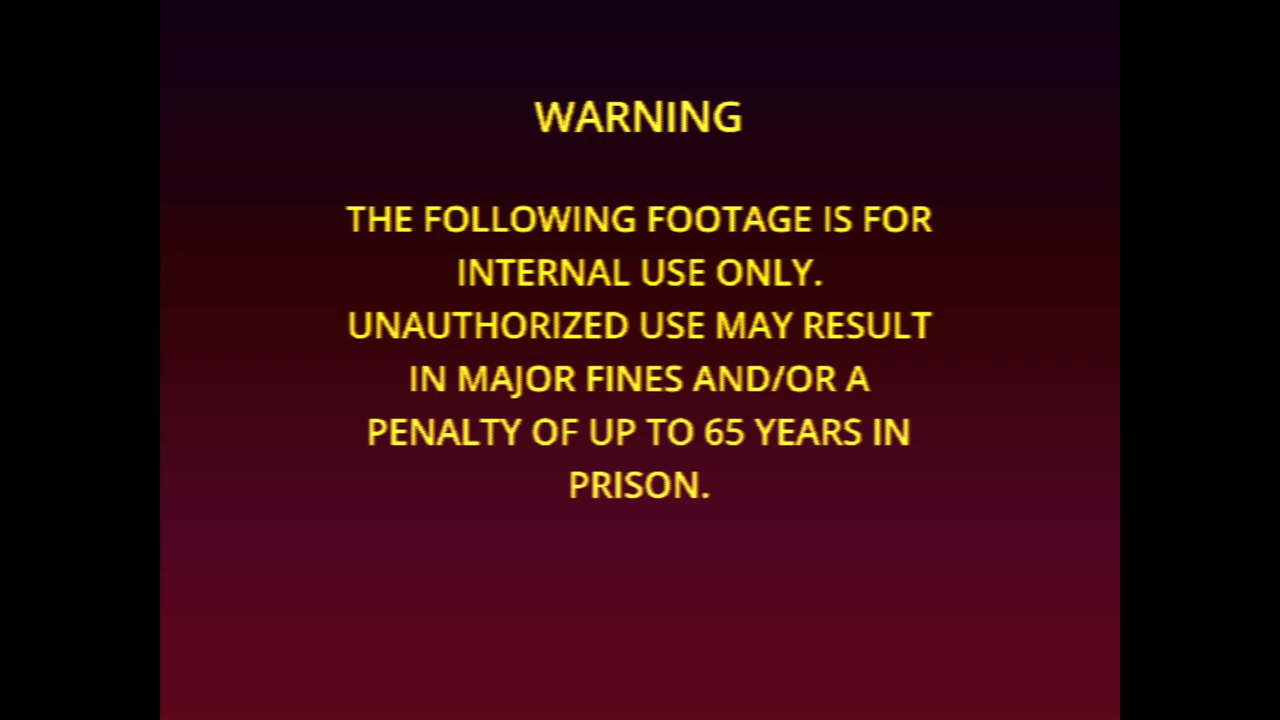 WARNING
THE FOLLOWING FOOTAGE IS FOR
INTERNAL USE ONLY.
UNAUTHORIZED USE MAY RESULT
IN MAJOR FINES AND/OR A
PENALTY OF UP TO 65 YEARS IN
PRISON.